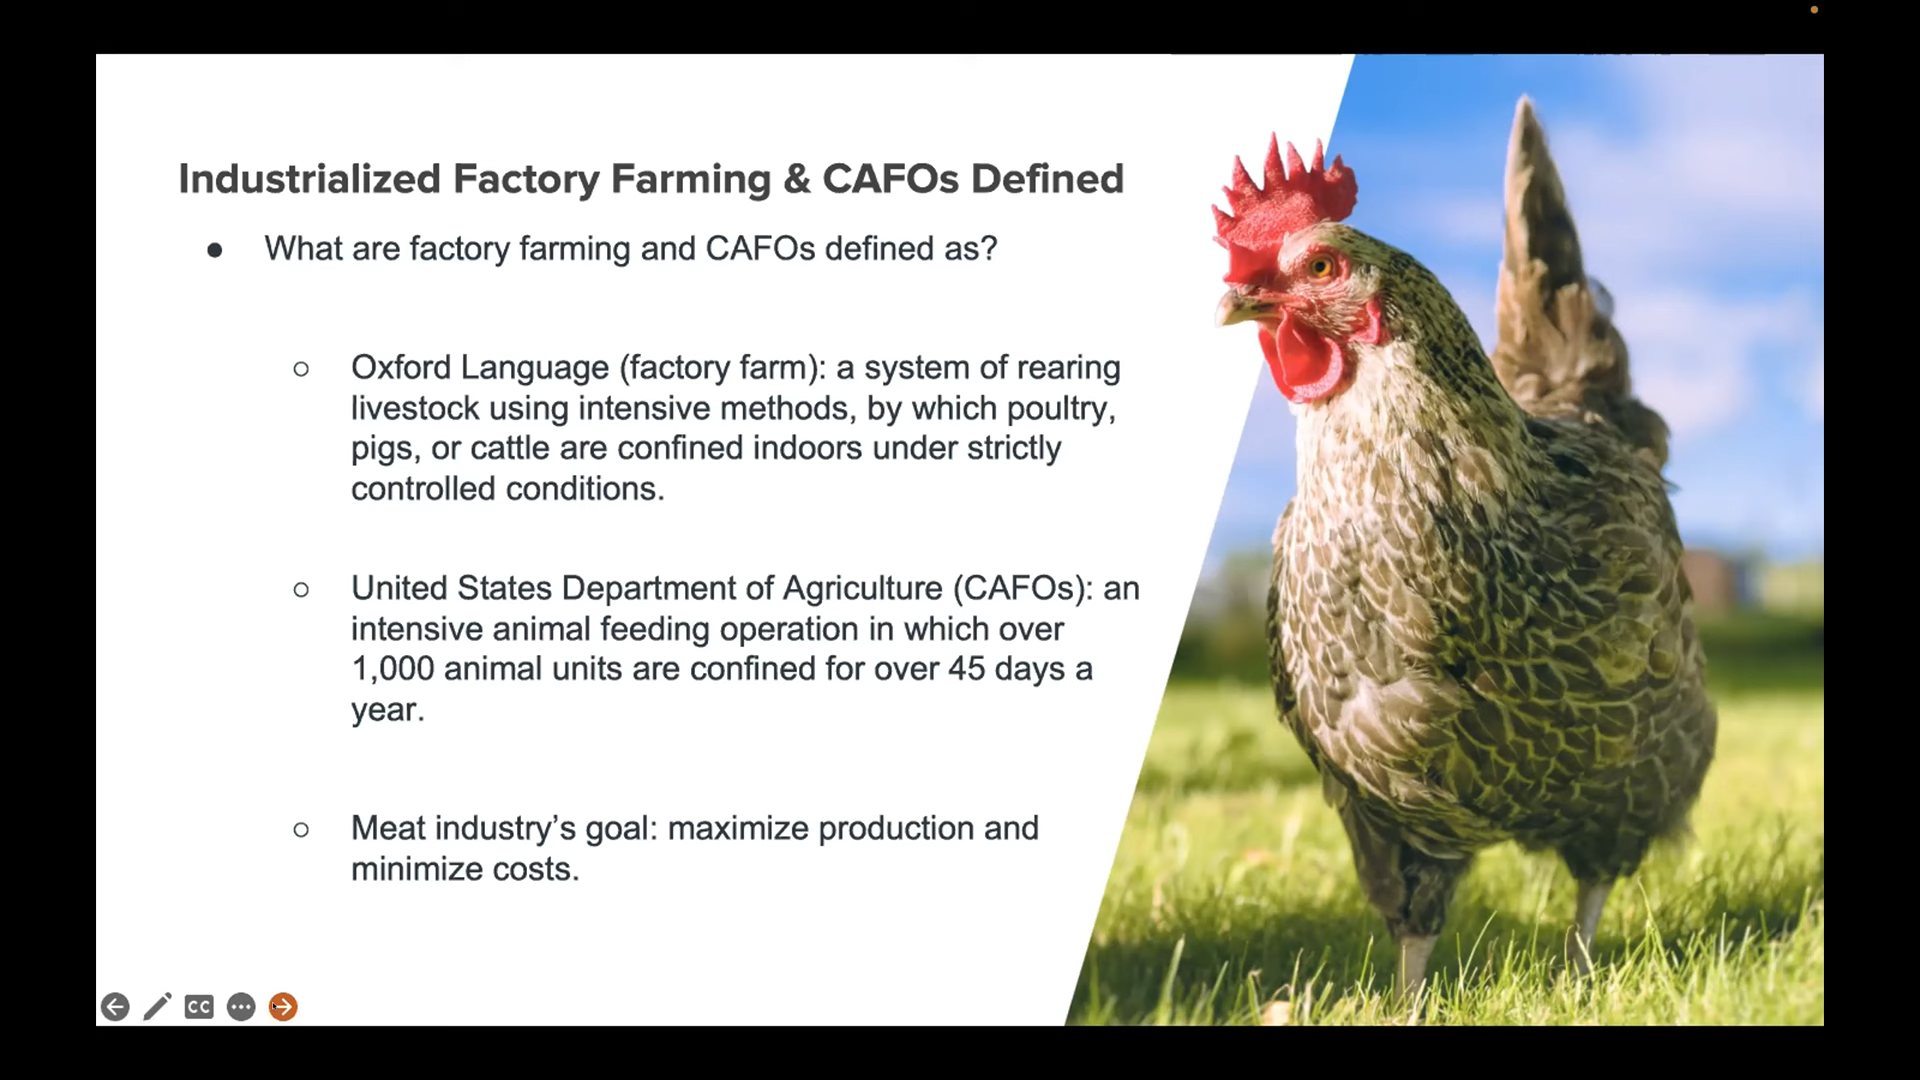 Industrialized Factory Farming & CAFOs Defined
● What are factory farming and CAFOs defined as?
○ Oxford Language (factory farm): a system of rearing
livestock using intensive methods, by which poultry,
pigs, or cattle are confined indoors under strictly
controlled conditions.
○ United States Department of Agriculture (CAFOs): an
intensive animal feeding operation in which over
1,000 animal units are confined for over 45 days a
year.
○ Meat industry’s goal: maximize production and
minimize costs.
CC